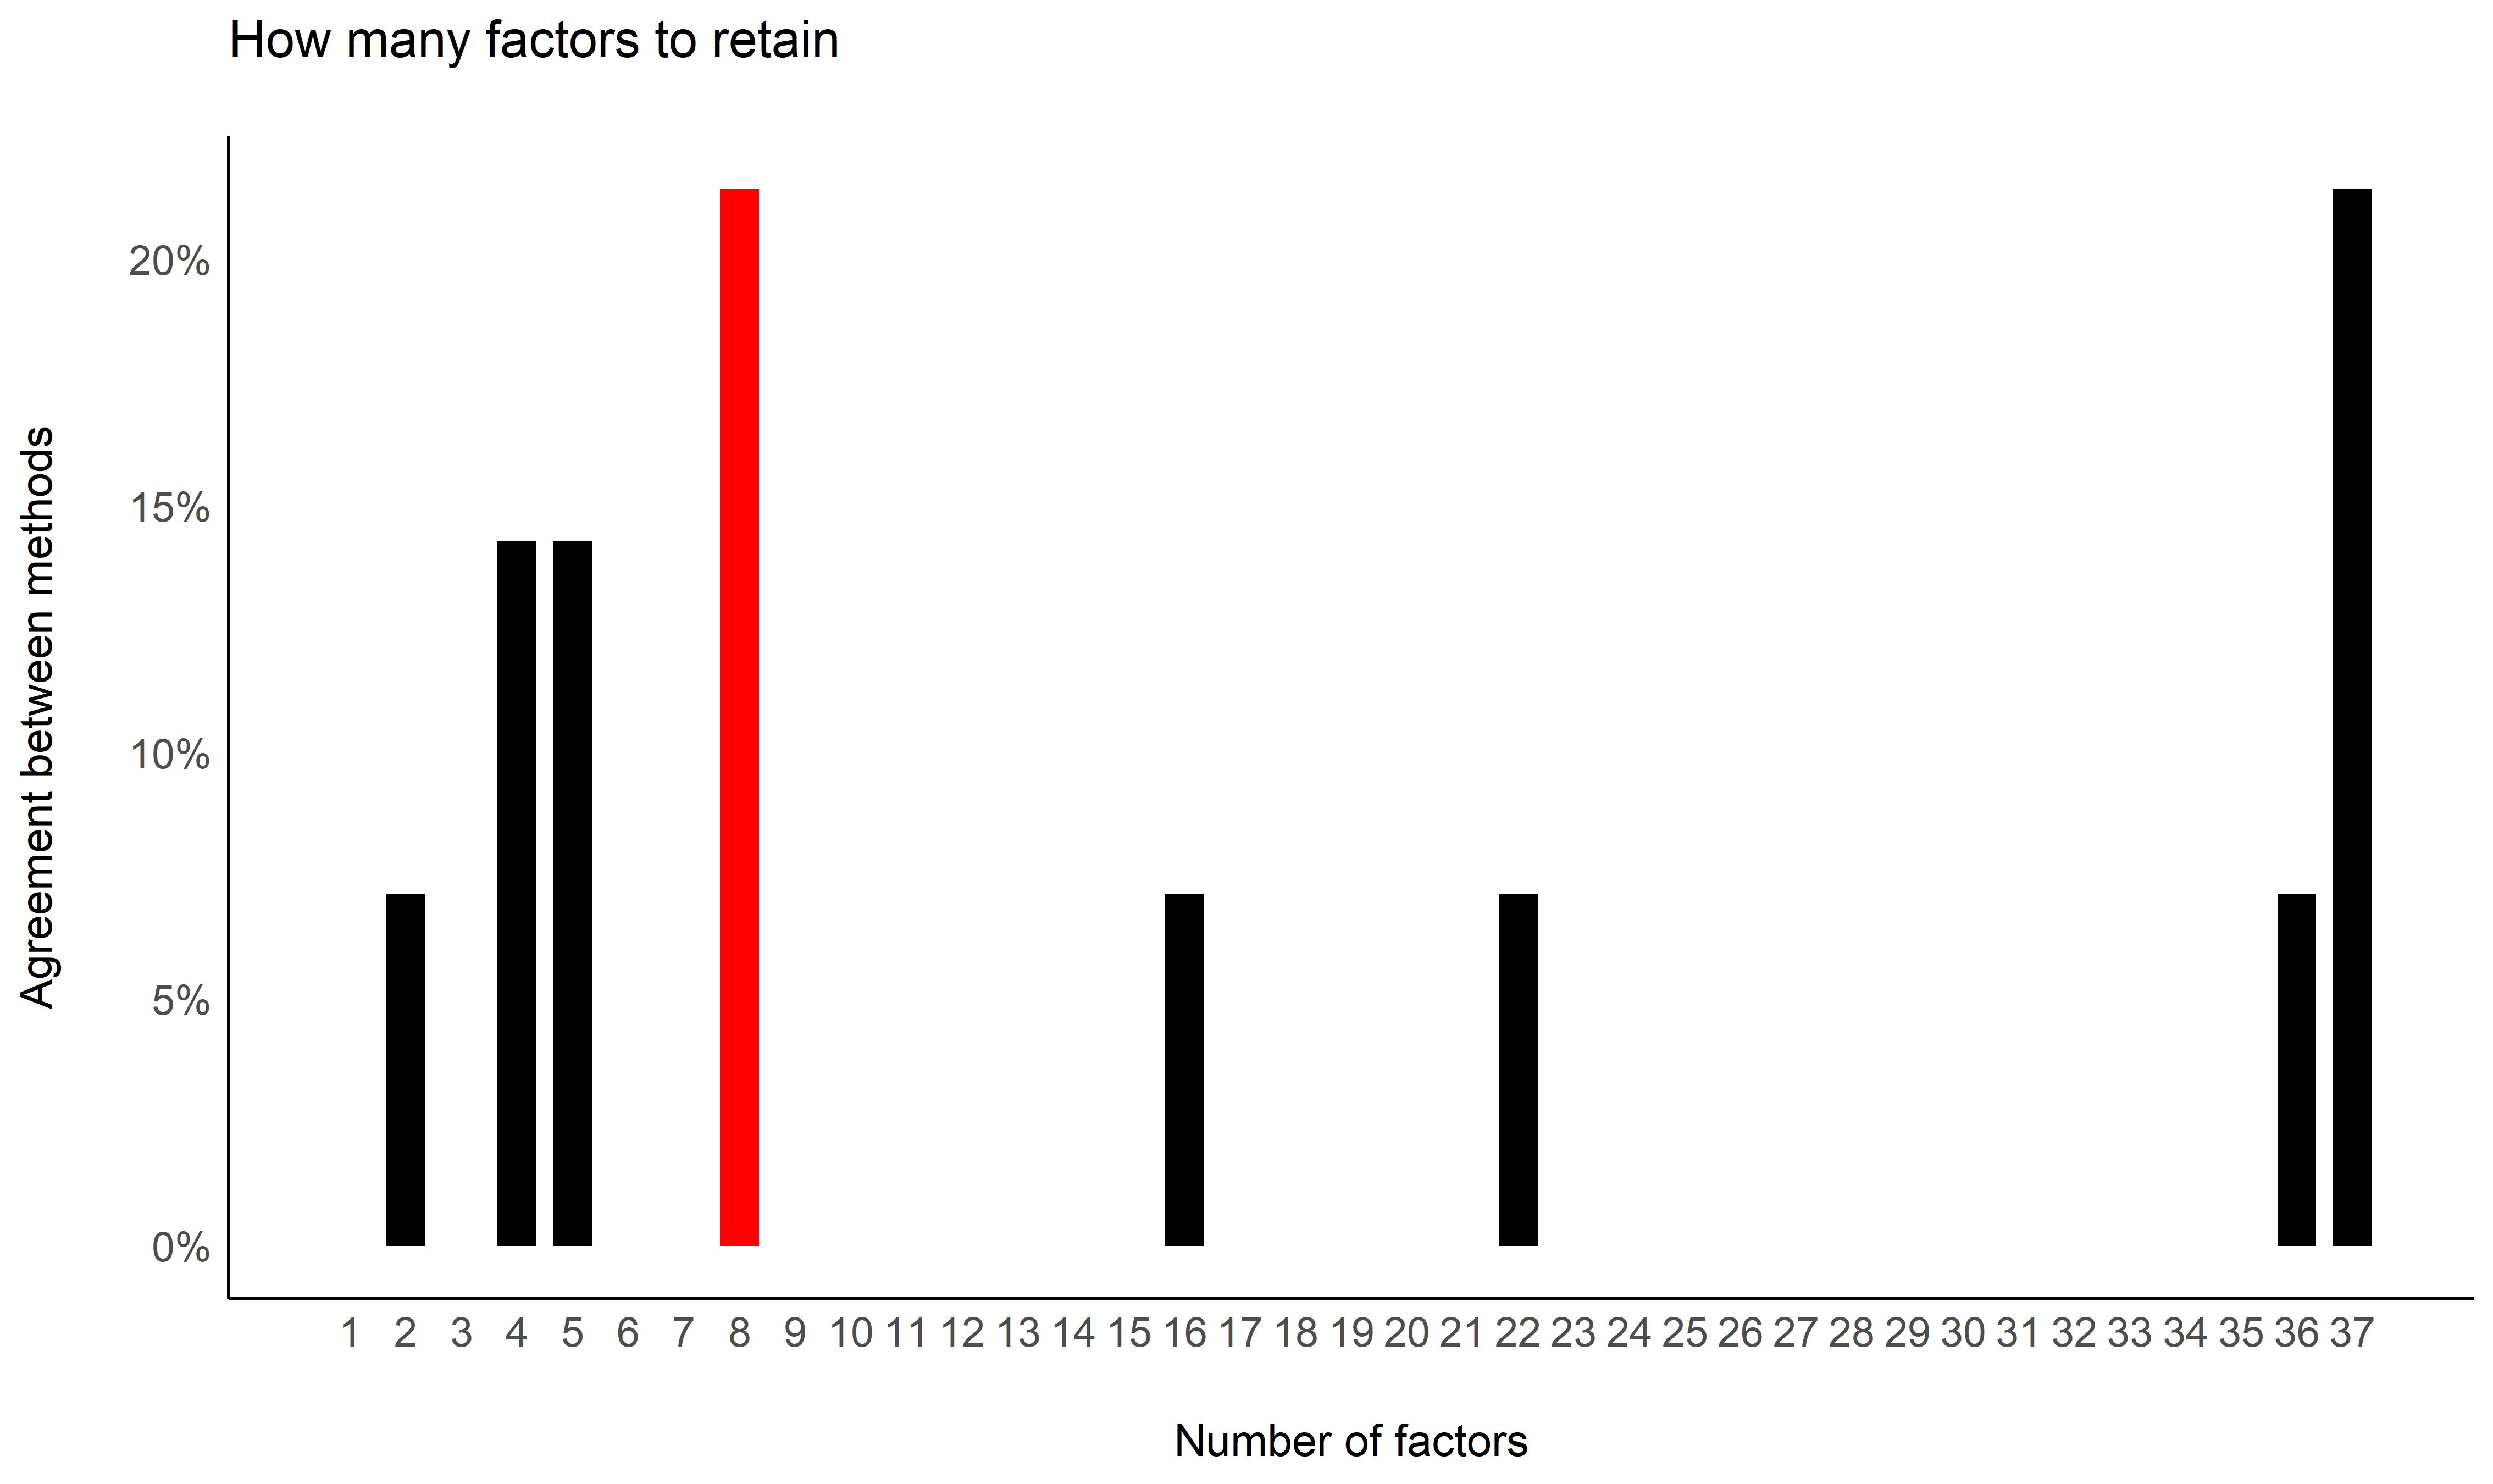 How many factors to retain
Agreement between methods
20%
15%
10%
5%
0%
1 2 3 4 5 6 7 8 9 10 11 12 13 14 15 16 17 18 19 20 21 22 23 24 25 26 27 28 29 30 31 32 33 34 35 36 37
Number of factors